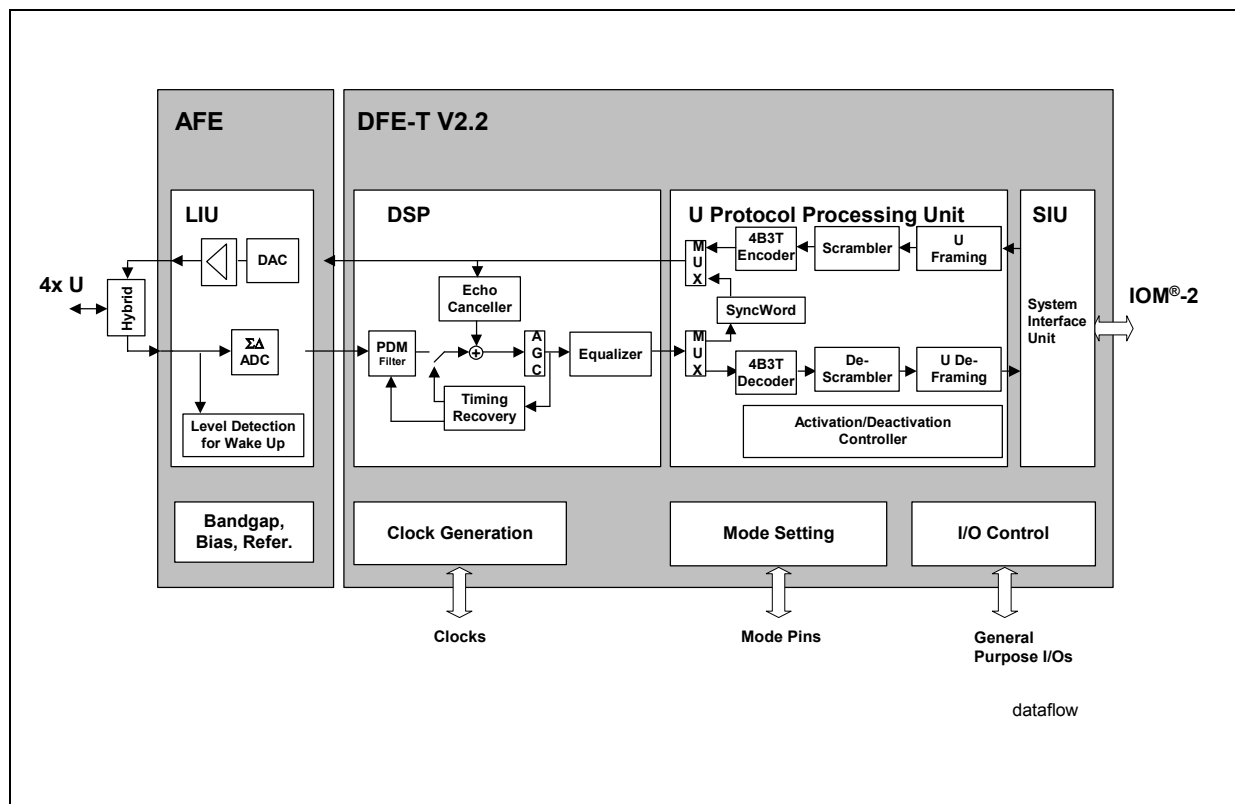 AFE
DFE-T V2.2
LIU
DSP
U Protocol Processing Unit
SIU
DAC
4B3T
Encoder
Scrambler
U
Framing
M
U
X
4x U
Hybrid
Echo
Canceller
SyncWord
System
Interface
Unit
IOM®-2
ΣΔ
ADC
PDM
Filter
+
A
G
C
Equalizer
M
U
X
4B3T
Decoder
De-
Scrambler
U De-
Framing
Timing
Recovery
Level Detection
for Wake Up
Activation/Deactivation
Controller
Bandgap,
Bias, Refer.
Clock Generation
Mode Setting
I/O Control
Clocks
Mode Pins
General
Purpose I/Os
dataflow